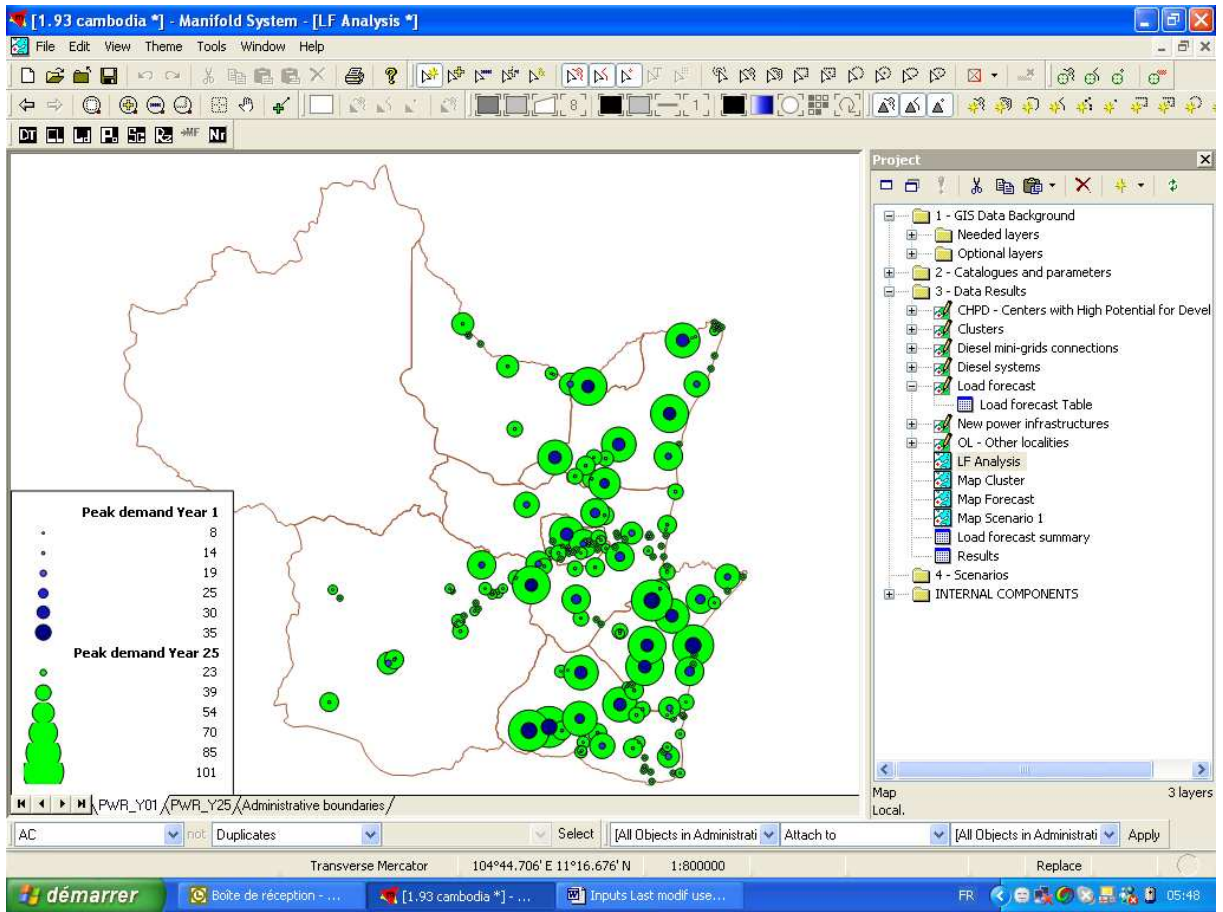 [1.93 cambodia *] - Manifold System - [LF Analysis *]
File Edit View Theme Tools Window Help
8
1
DT
Project
1 - GIS Data Background
Needed layers
Optional layers
2 - Catalogues and parameters
3 - Data Results
CHPD - Centers with High Potential for Devel
Clusters
Diesel mini-grids connections
Diesel systems
Load forecast
Load forecast Table
New power infrastructures
OL - Other localities
LF Analysis
Map Cluster
Map Forecast
Map Scenario 1
Load forecast summary
Results
4 - Scenarios
INTERNAL COMPONENTS
Peak demand Year 1
8
14
19
25
30
35
Peak demand Year 25
23
39
54
70
85
101
PWR_Y01 PWR_Y25 Administrative boundaries
Map 3 layers
Local.
AC not Duplicates Select [All Objects in Administrati Attach to [All Objects in Administrati Apply
Transverse Mercator 104°44.706' E 11°16.676' N 1:800000 Replace
démarrer Boîte de réception - ... [1.93 cambodia *] - ... Inputs Last modif use... FR 05:48